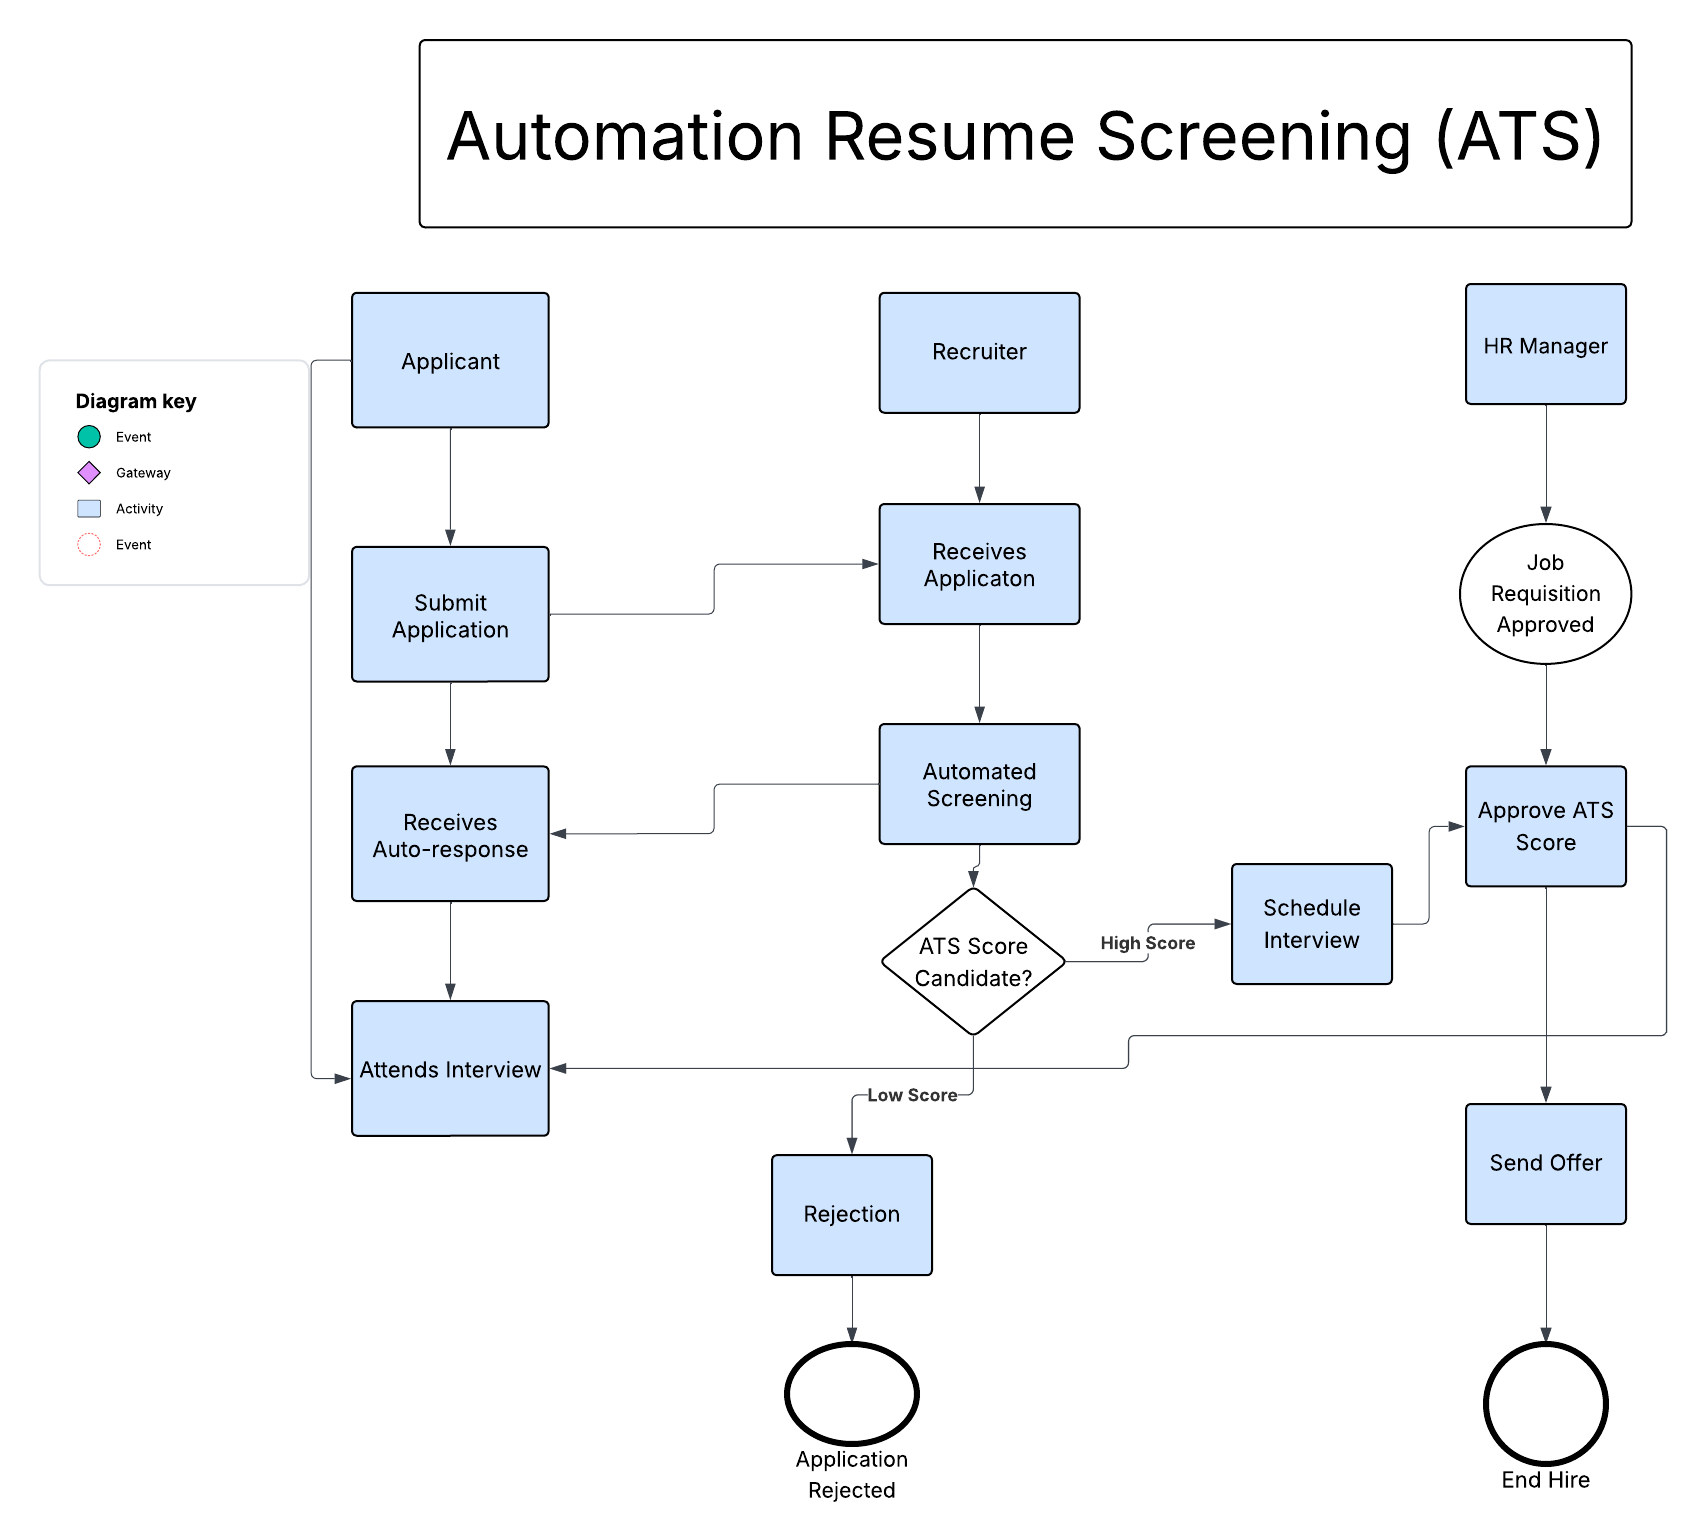 Automation Resume Screening (ATS)
Applicant
Recruiter
HR Manager
Diagram key
Event
Gateway
Activity
Event
Submit
Application
Receives
Applicaton
Job
Requisition
Approved
Receives
Auto-response
Automated
Screening
Approve ATS
Score
ATS Score
Candidate?
High Score
Schedule
Interview
Attends Interview
Low Score
Rejection
Send Offer
Application
Rejected
End Hire